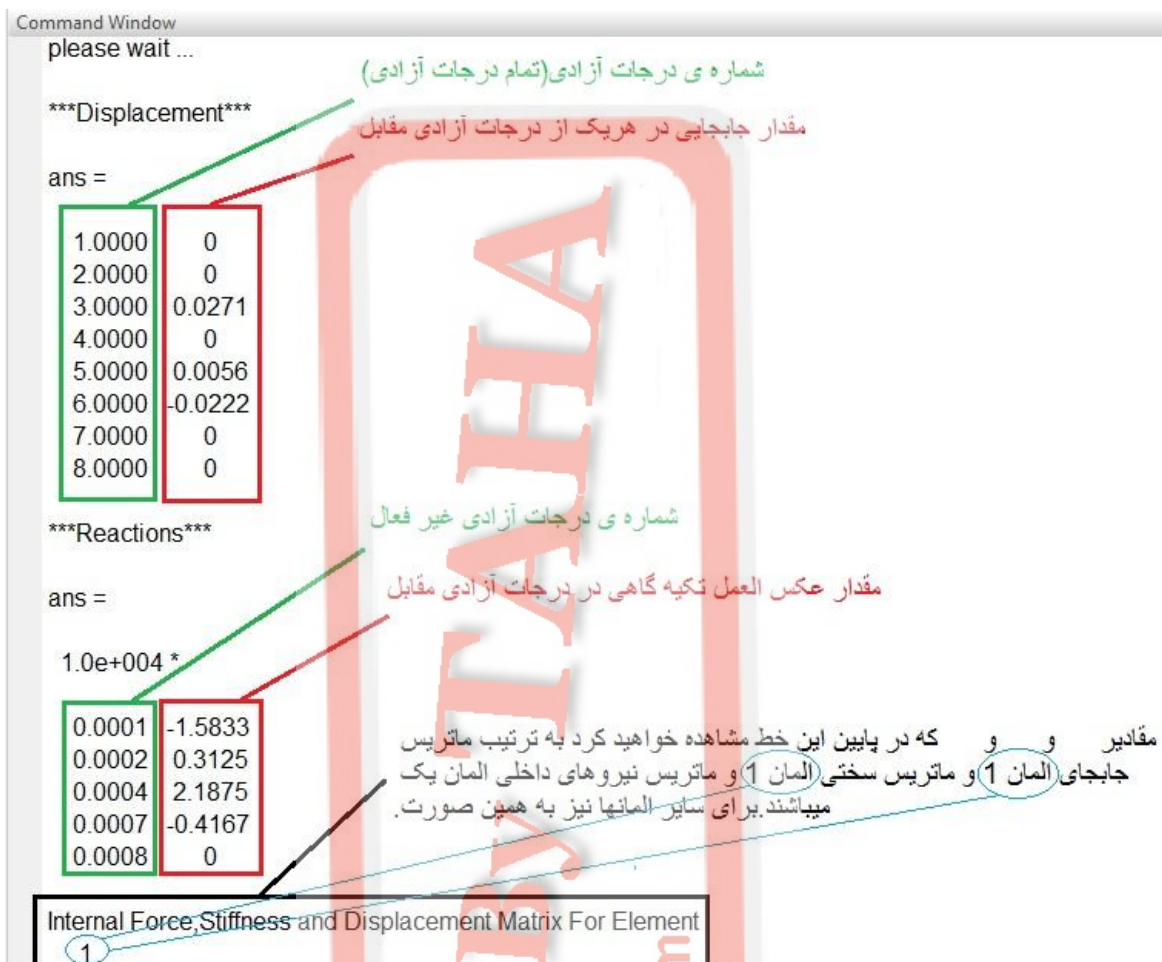 Command Window
please wait ...
شماره ی درجات آزادی(تمام درجات آزادی)
***Displacement***
مقدار جابجایی در هریک از درجات آزادی مقابل
ans =
1.0000 0
2.0000 0
3.0000 0.0271
4.0000 0
5.0000 0.0056
6.0000 -0.0222
7.0000 0
8.0000 0
شماره ی درجات آزادی غیر فعال
***Reactions***
مقدار عکس العمل تکیه گاهی در درجات آزادی مقابل
ans =
1.0e+004 *
0.0001 -1.5833
0.0002 0.3125
0.0004 2.1875
0.0007 -0.4167
0.0008 0
مقادیر و و که در پایین این خط مشاهده خواهید کرد به ترتیب ماتریس
جابجای المان 1 و ماتریس سختی المان 1 و ماتریس نیروهای داخلی المان یک
میباشند.برای سایر المانها نیز به همین صورت.
Internal Force,Stiffness and Displacement Matrix For Element
1
By TAHA